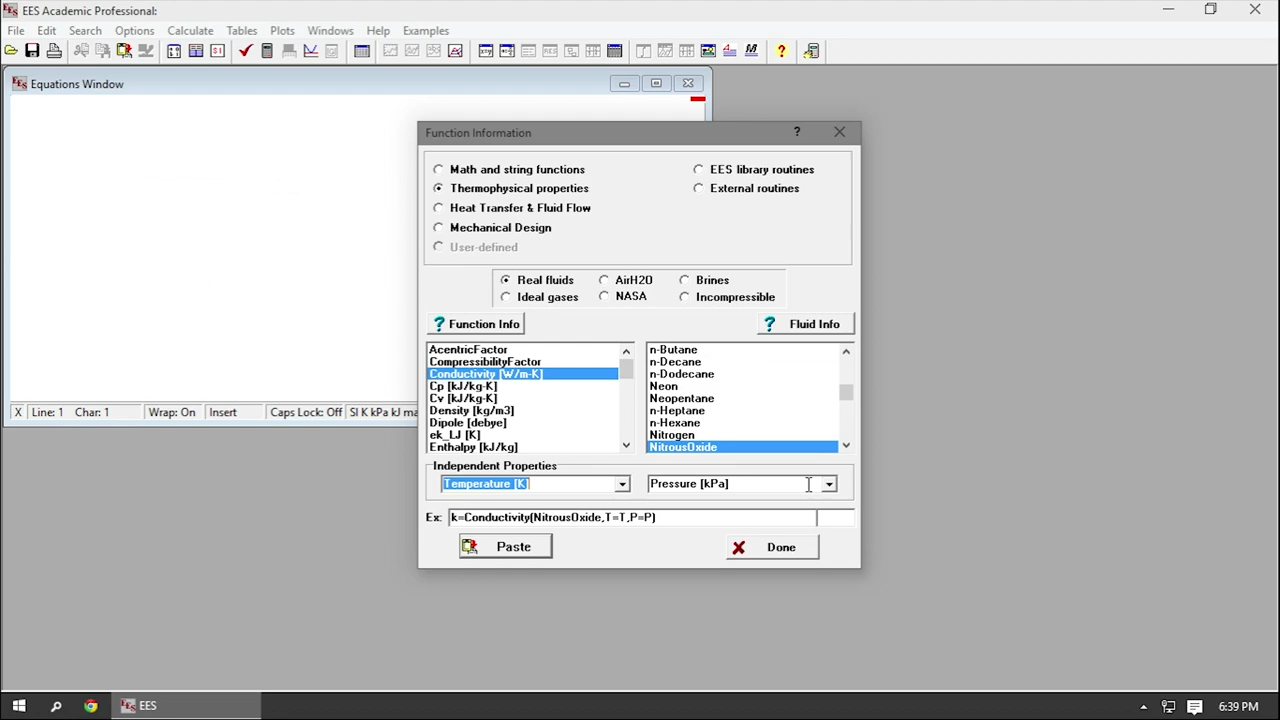 EES Academic Professional:
File Edit Search Options Calculate Tables Plots Windows Help Examples
Equations Window
Function Information
Math and string functions
EES library routines
Thermophysical properties
External routines
Heat Transfer & Fluid Flow
Mechanical Design
User-defined
Real fluids AirH2O Brines
Ideal gases NASA Incompressible
? Function Info
? Fluid Info
AcentricFactor
CompressibilityFactor
Conductivity [W/m-K]
Cp [kJ/kg-K]
Cv [kJ/kg-K]
Density [kg/m3]
Dipole [debye]
ek_LJ [K]
Enthalpy [kJ/kg]
n-Butane
n-Decane
n-Dodecane
Neon
Neopentane
n-Heptane
n-Hexane
Nitrogen
NitrousOxide
X Line: 1 Char: 1 Wrap: On Insert Caps Lock: Off SI K kPa kJ
Independent Properties
Temperature [K]
Pressure [kPa]
Ex: k=Conductivity(NitrousOxide,T=T,P=P)
Paste
Done
EES
6:39 PM